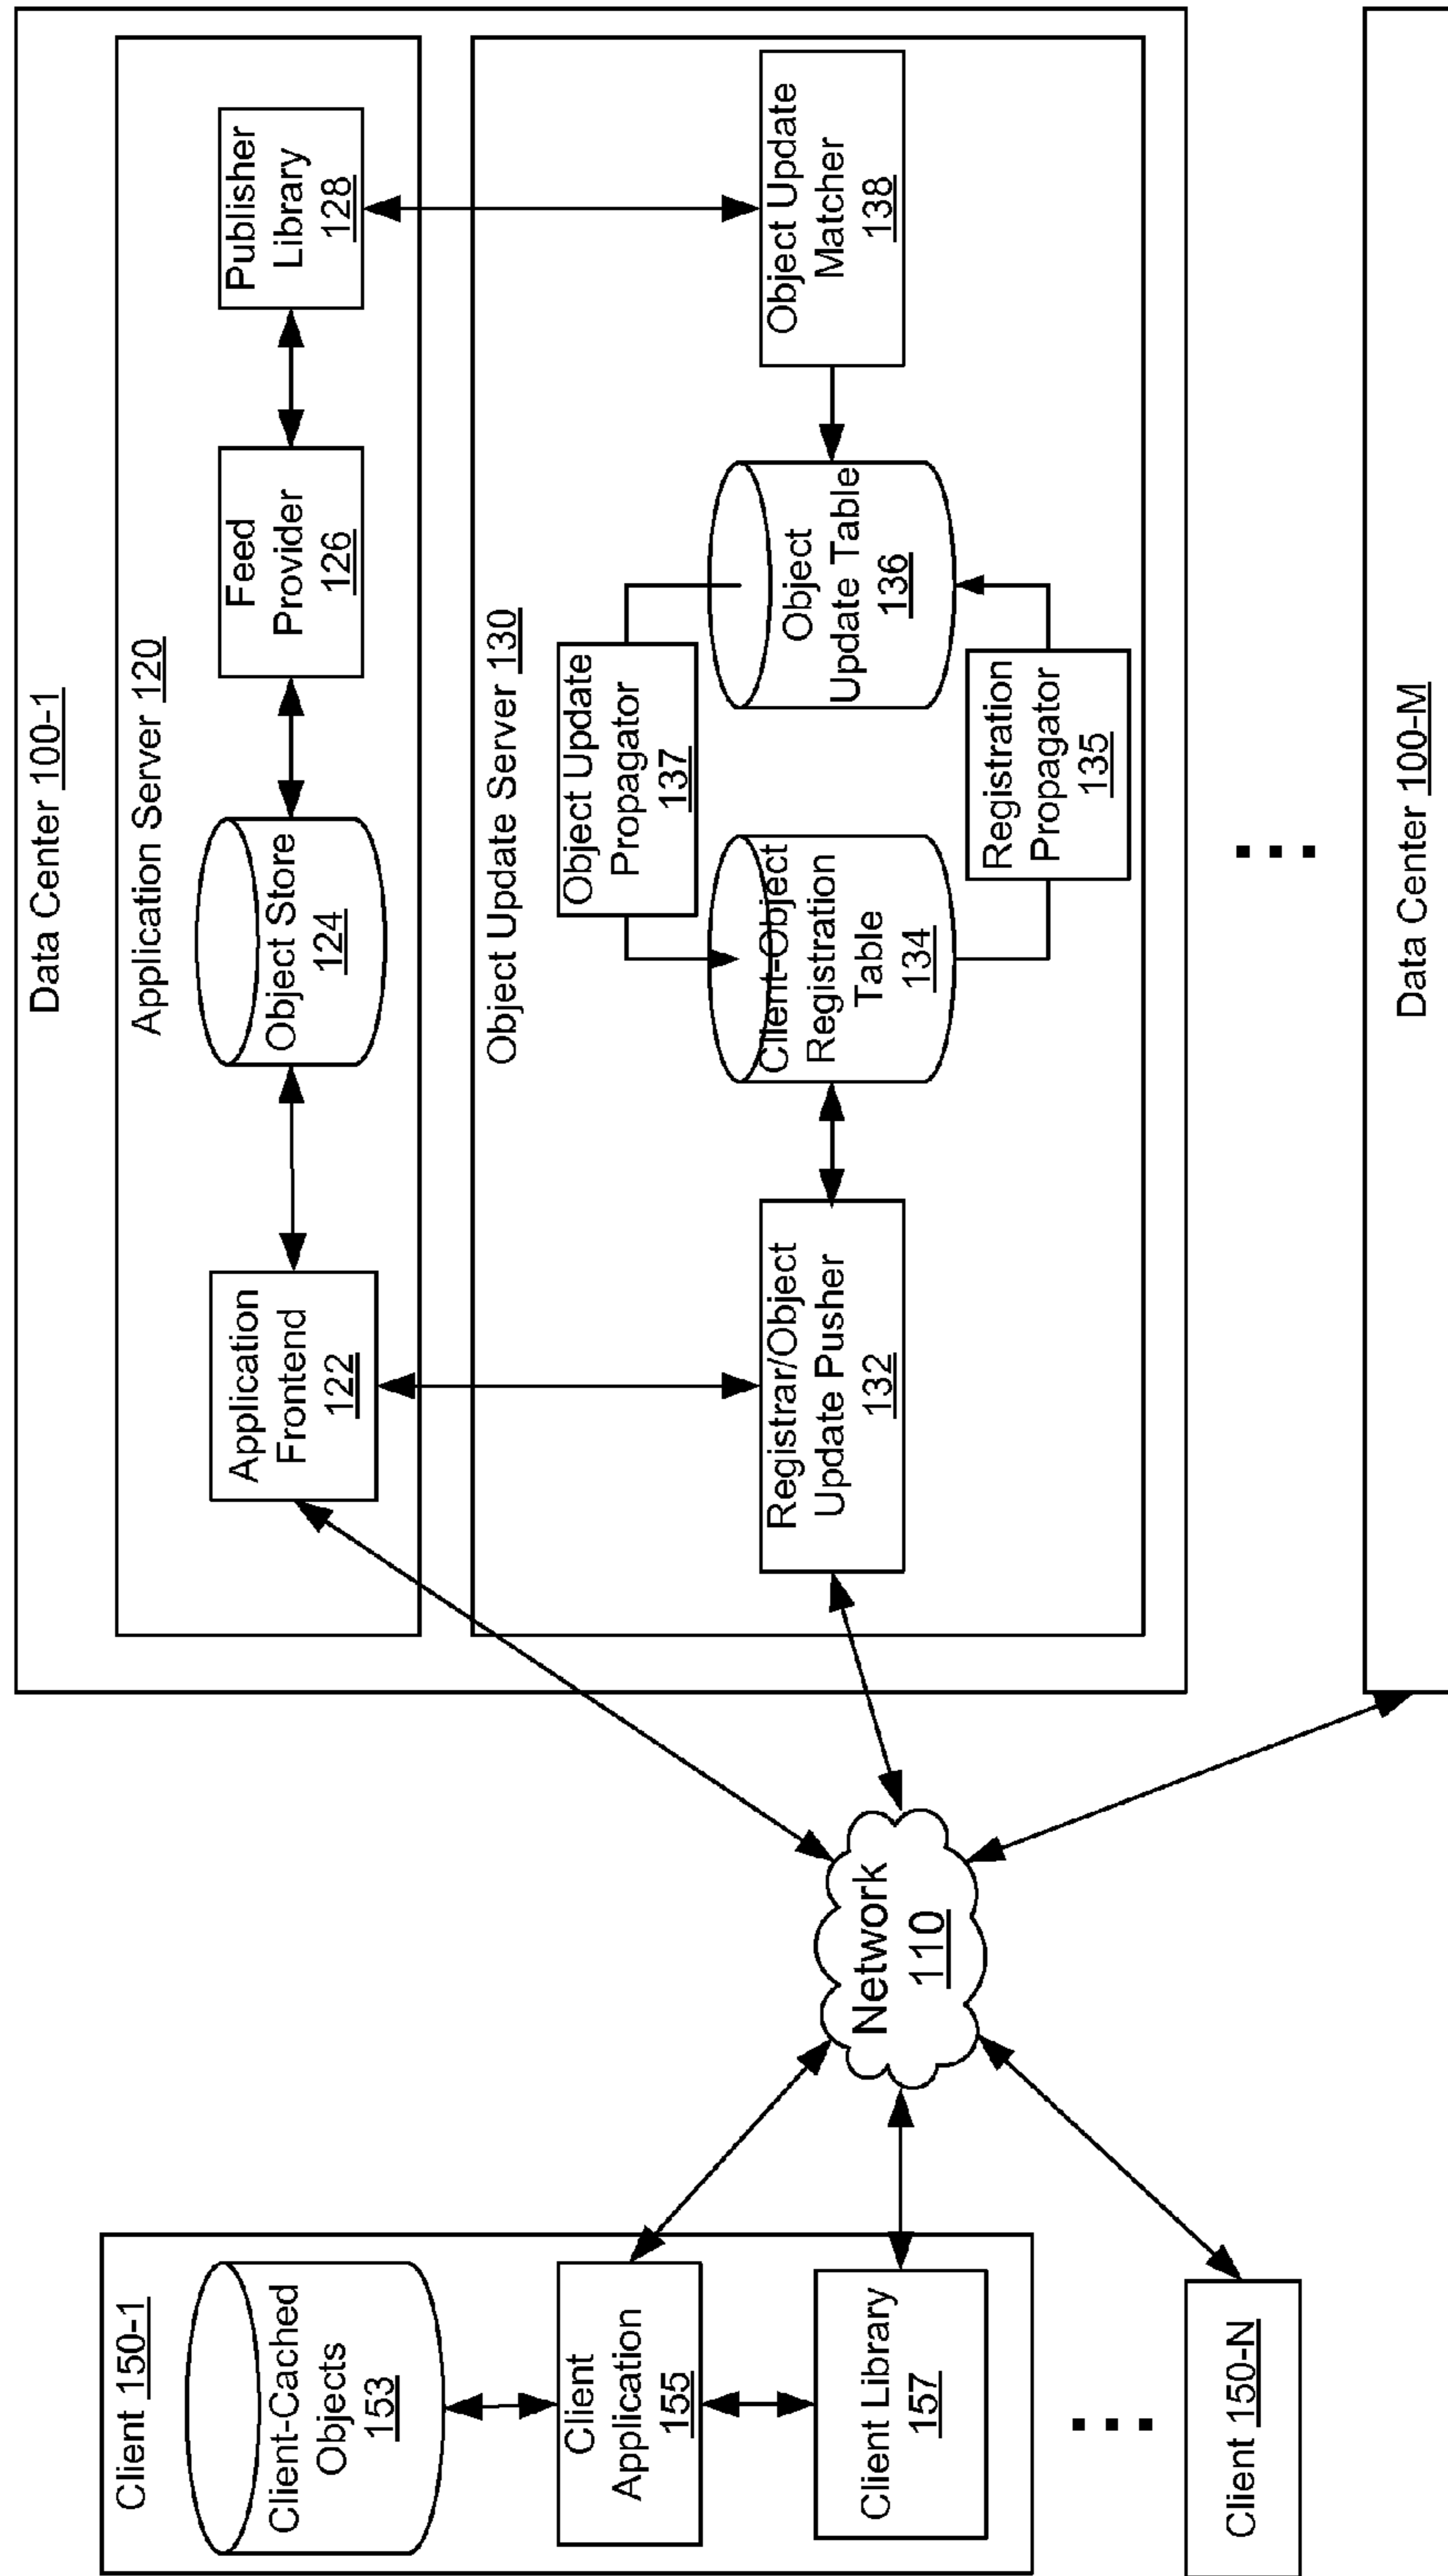 Client 150-1
Client-Cached
Objects
153
Client
Application
155
Client Library
157
Client 150-N
Network
110
Data Center 100-1
Application Server 120
Application
Frontend
122
Object Store
124
Feed
Provider
126
Publisher
Library
128
Object Update Server 130
Registrar/Object
Update Pusher
132
Client-Object
Registration
Table
134
Object Update
Propagator
137
Registration
Propagator
135
Object
Update Table
136
Object Update
Matcher
138
Data Center 100-M